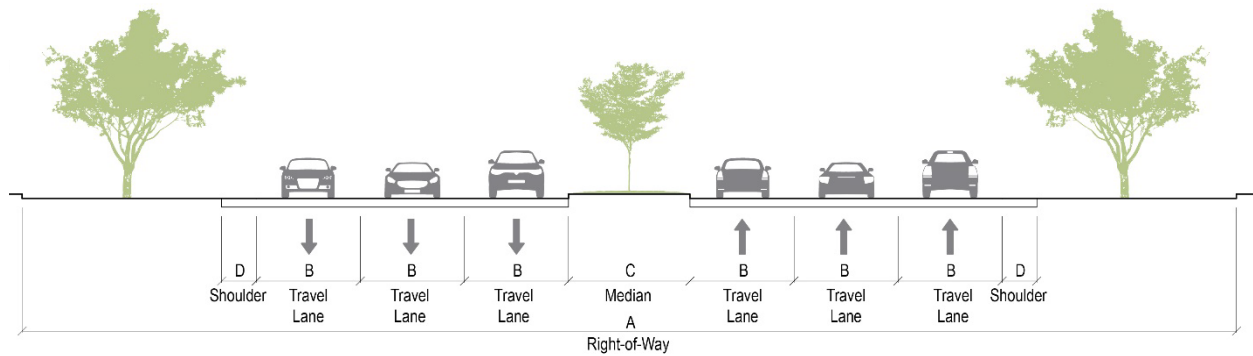 D B B B C B B B D
Shoulder Travel Travel Travel Median Travel Travel Travel Shoulder
Lane Lane Lane Lane Lane Lane
A
Right-of-Way